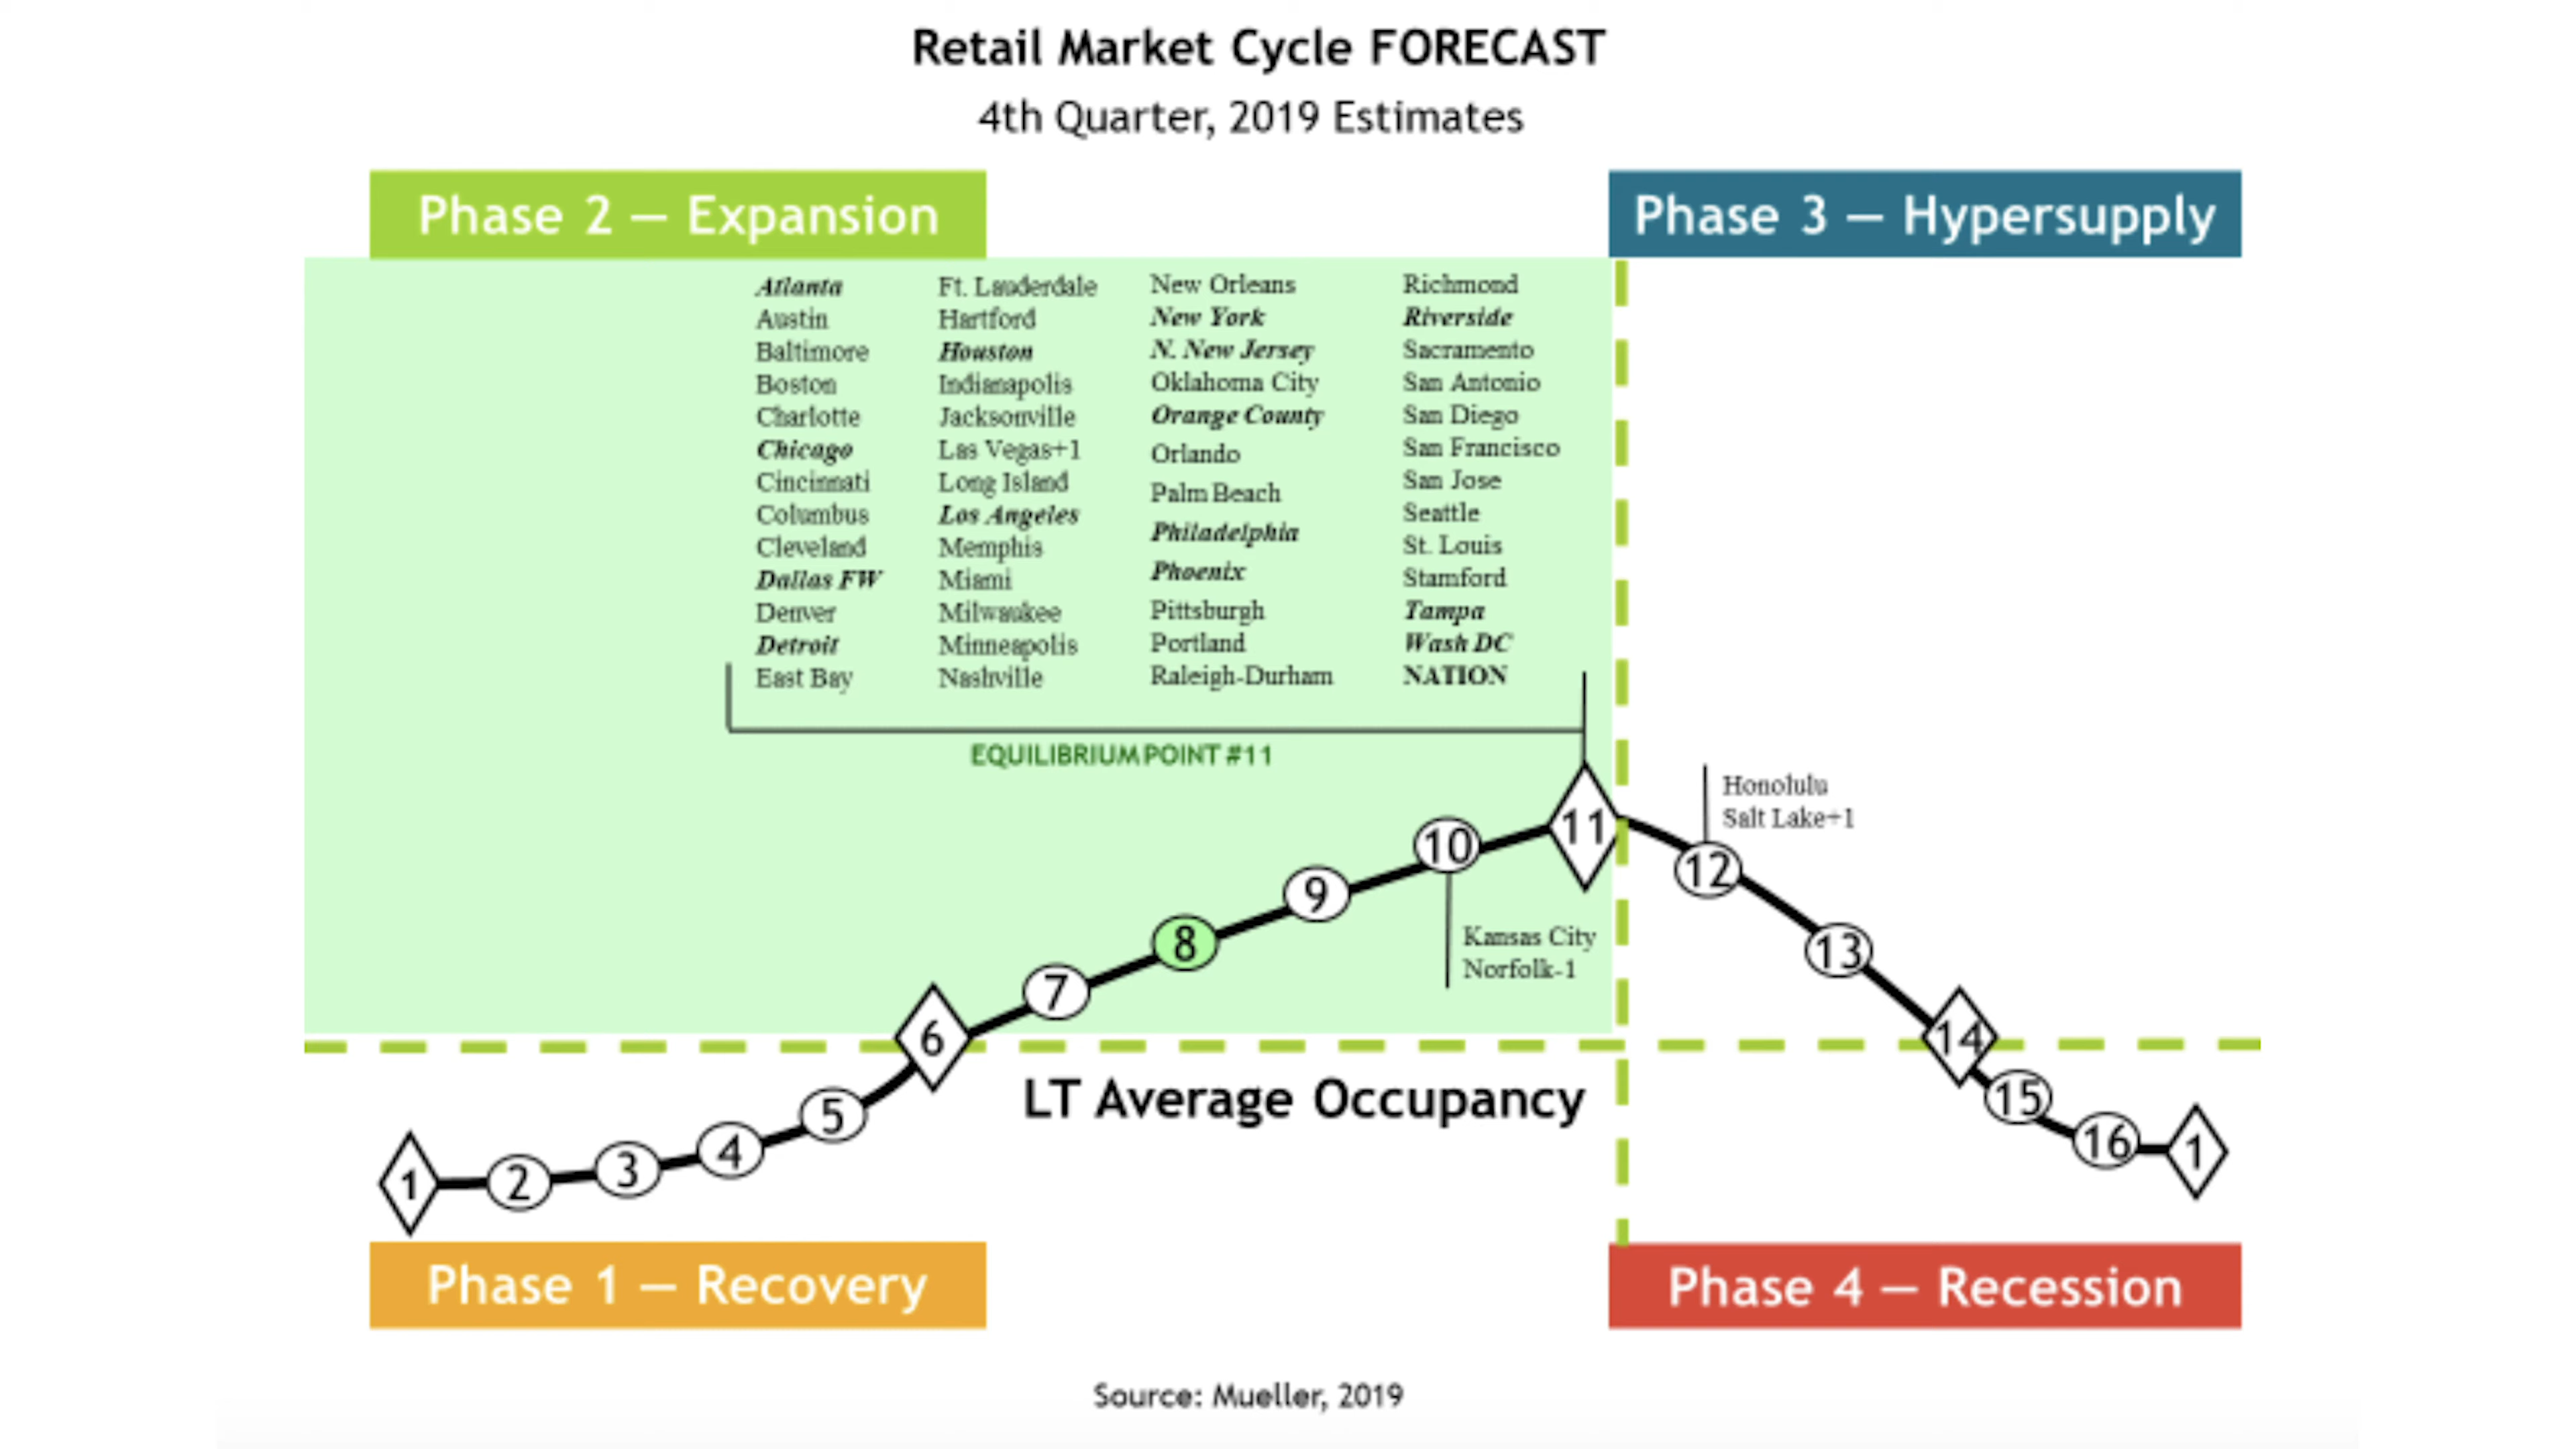 Retail Market Cycle FORECAST
4th Quarter, 2019 Estimates
Phase 2 — Expansion
Phase 3 — Hypersupply
Atlanta
Austin
Baltimore
Boston
Charlotte
Chicago
Cincinnati
Columbus
Cleveland
Dallas FW
Denver
Detroit
East Bay
Ft. Lauderdale
Hartford
Houston
Indianapolis
Jacksonville
Las Vegas+1
Long Island
Los Angeles
Memphis
Miami
Milwaukee
Minneapolis
Nashville
New Orleans
New York
N. New Jersey
Oklahoma City
Orange County
Orlando
Palm Beach
Philadelphia
Phoenix
Pittsburgh
Portland
Raleigh-Durham
Richmond
Riverside
Sacramento
San Antonio
San Diego
San Francisco
San Jose
Seattle
St. Louis
Stamford
Tampa
Wash DC
NATION
EQUILIBRIUM POINT #11
Honolulu
Salt Lake+1
Kansas City
Norfolk-1
1
2
3
4
5
6
7
8
9
10
11
12
13
14
15
16
1
LT Average Occupancy
Phase 1 — Recovery
Phase 4 — Recession
Source: Mueller, 2019